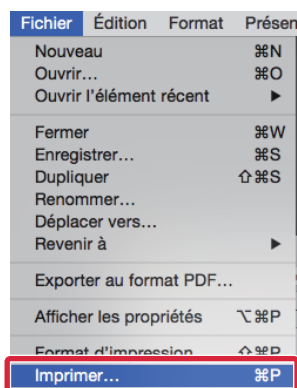 Fichier Édition Format Présen
Nouveau ⌘N
Ouvrir… ⌘O
Ouvrir l’élément récent ▶
Fermer ⌘W
Enregistrer… ⌘S
Dupliquer ⇧⌘S
Renommer…
Déplacer vers…
Revenir à ▶
Exporter au format PDF…
Afficher les propriétés ⌥⌘P
Format d’impression ⇧⌘P
Imprimer… ⌘P